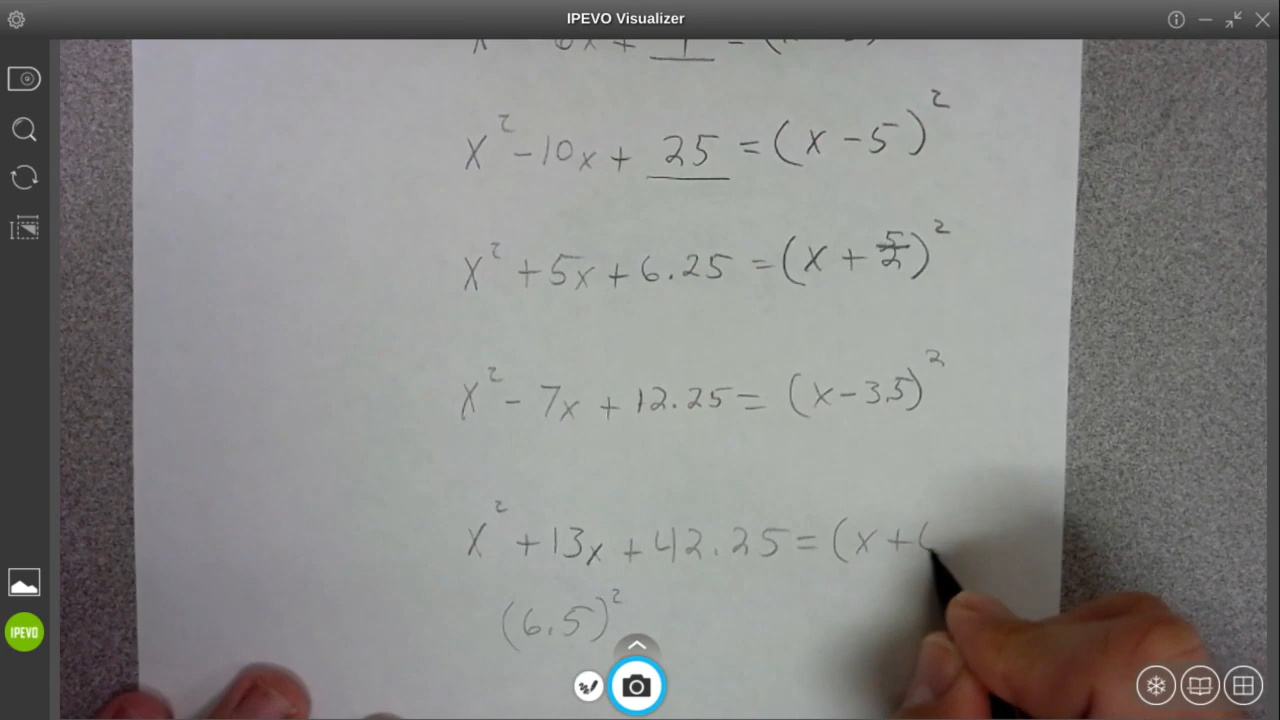 IPEVO Visualizer
x² - 10x + 25 = (x - 5)²
x² + 5x + 6.25 = (x + 5/2)²
x² - 7x + 12.25 = (x - 3.5)²
x² + 13x + 42.25 = (x +
(6.5)²
IPEVO